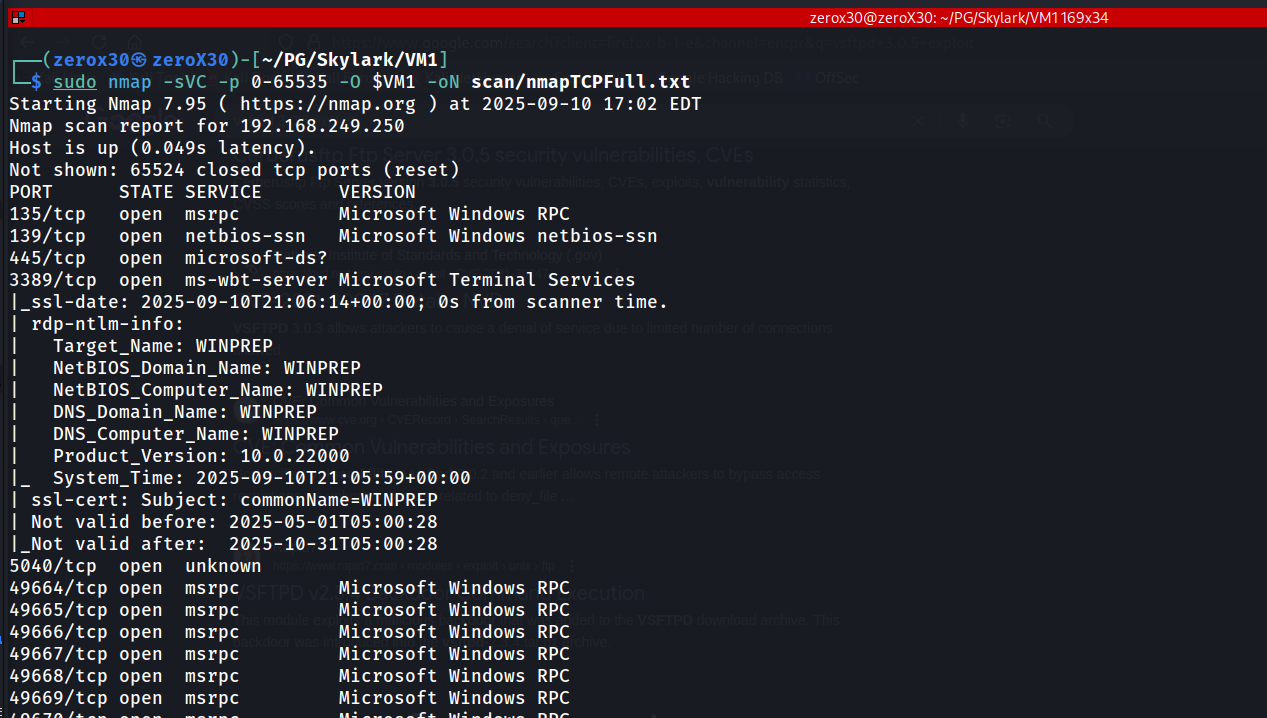 zerox30@zeroX30: ~/PG/Skylark/VM1 169x34
┌──(zerox30㉿zeroX30)-[~/PG/Skylark/VM1]
└─$ sudo nmap -sVC -p 0-65535 -O $VM1 -oN scan/nmapTCPFull.txt
Starting Nmap 7.95 ( https://nmap.org ) at 2025-09-10 17:02 EDT
Nmap scan report for 192.168.249.250
Host is up (0.049s latency).
Not shown: 65524 closed tcp ports (reset)
PORT      STATE SERVICE       VERSION
135/tcp   open  msrpc         Microsoft Windows RPC
139/tcp   open  netbios-ssn   Microsoft Windows netbios-ssn
445/tcp   open  microsoft-ds?
3389/tcp  open  ms-wbt-server Microsoft Terminal Services
|_ssl-date: 2025-09-10T21:06:14+00:00; 0s from scanner time.
| rdp-ntlm-info:
|   Target_Name: WINPREP
|   NetBIOS_Domain_Name: WINPREP
|   NetBIOS_Computer_Name: WINPREP
|   DNS_Domain_Name: WINPREP
|   DNS_Computer_Name: WINPREP
|   Product_Version: 10.0.22000
|_  System_Time: 2025-09-10T21:05:59+00:00
| ssl-cert: Subject: commonName=WINPREP
| Not valid before: 2025-05-01T05:00:28
|_Not valid after:  2025-10-31T05:00:28
5040/tcp  open  unknown
49664/tcp open  msrpc         Microsoft Windows RPC
49665/tcp open  msrpc         Microsoft Windows RPC
49666/tcp open  msrpc         Microsoft Windows RPC
49667/tcp open  msrpc         Microsoft Windows RPC
49668/tcp open  msrpc         Microsoft Windows RPC
49669/tcp open  msrpc         Microsoft Windows RPC
49670/tcp open  msrpc         Microsoft Windows RPC